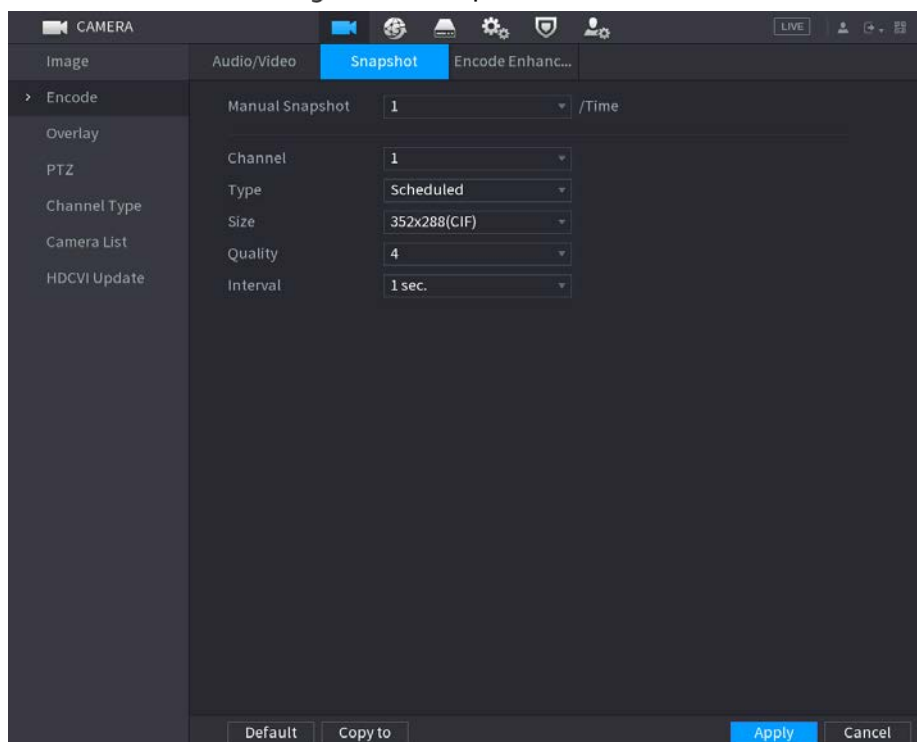 CAMERA
LIVE
Image
Audio/Video
Snapshot
Encode Enhanc...
Encode
Manual Snapshot
1
/Time
Overlay
Channel
1
PTZ
Type
Scheduled
Channel Type
Size
352x288(CIF)
Camera List
Quality
4
HDCVI Update
Interval
1 sec.
Default
Copy to
Apply
Cancel